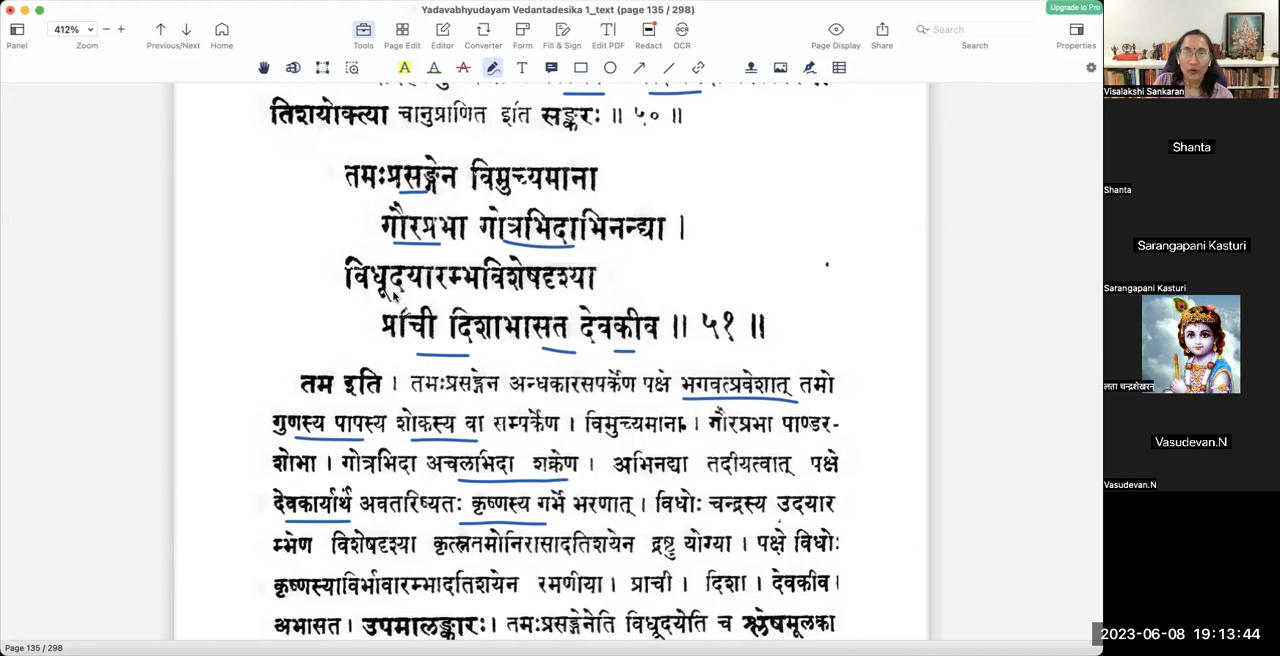 Yadavabhyudayam Vedantadesika 1_text (page 135 / 298)
Upgrade to Pro
412%
Search
Panel
Zoom
Previous/Next
Home
Tools
Page Edit
Editor
Converter
Form
Fill & Sign
Edit PDF
Redact
OCR
Page Display
Share
Search
Properties
तिशयोक्त्या चानुप्राणित इति सङ्करः ॥ ५० ॥
तमःप्रसङ्गेन विमुच्यमाना
गौरप्रभा गोत्रभिदाभिनन्द्या ।
विधूदयारम्भविशेषदृश्या
प्राची दिशाभासत देवकीव ॥ ५१ ॥
तम इति । तमःप्रसङ्गेन अन्धकारसपर्केण पक्षे भगवत्प्रवेशात् तमो
गुणस्य पापस्य शोकस्य वा सम्पर्केण । विमुच्यमाना । गौरप्रभा पाण्डर-
शोभा । गोत्रभिदा अचलभिदा शक्रेण । अभिनद्या तदीयत्वात् पक्षे
देवकार्यार्थं अवतरिष्यतः कृष्णस्य गर्भे भरणात् । विधोः चन्द्रस्य उदयार
म्भेण विशेषदृश्या कृत्स्नतमोनिरासादतिशयेन द्रष्टु योग्या । पक्षे विधोः
कृष्णस्याविर्भावारम्भादतिशयेन रमणीया । प्राची । दिशा । देवकीव ।
अभासत । उपमालङ्कारः । तमःप्रसङ्गेनेति विधूदयेति च श्लेषमूलका
Page 135 / 298
Visalakshi Sankaran
Shanta
Shanta
Sarangapani Kasturi
Sarangapani Kasturi
लता चन्द्रशेखरन
Vasudevan.N
Vasudevan.N
2023-06-08 19:13:44